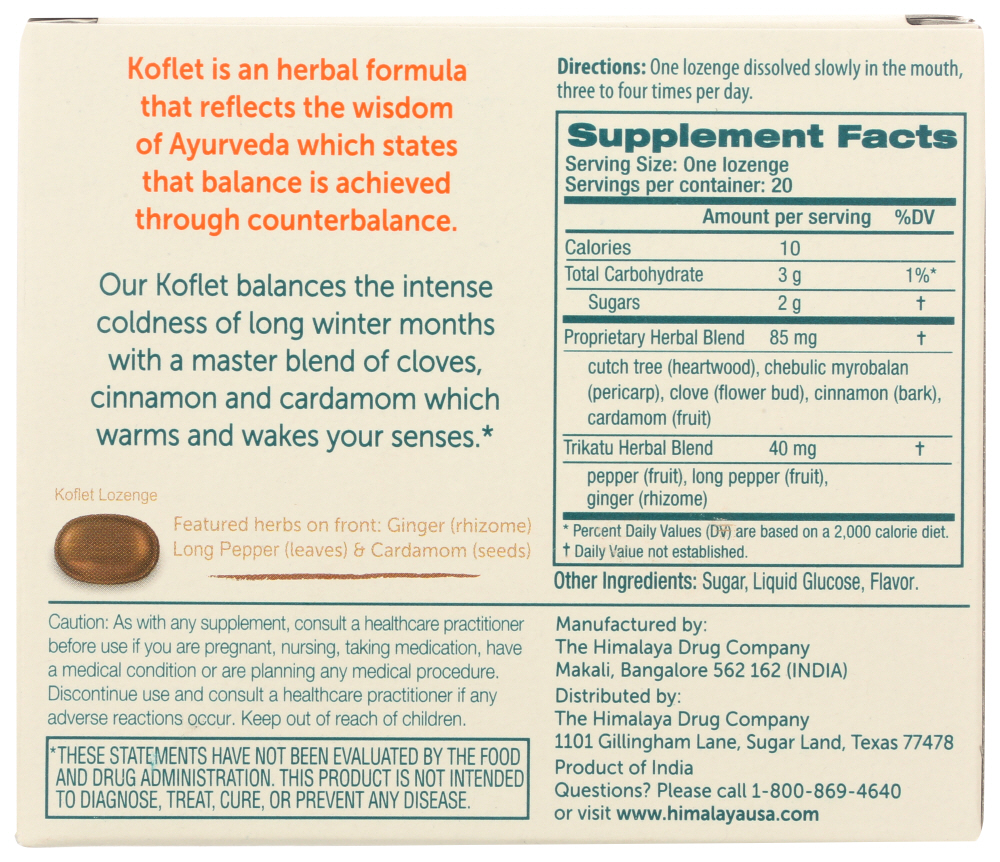 Koflet is an herbal formula
that reflects the wisdom
of Ayurveda which states
that balance is achieved
through counterbalance.
Our Koflet balances the intense
coldness of long winter months
with a master blend of cloves,
cinnamon and cardamom which
warms and wakes your senses.*
Koflet Lozenge
Featured herbs on front: Ginger (rhizome)
Long Pepper (leaves) & Cardamom (seeds)
Directions: One lozenge dissolved slowly in the mouth,
three to four times per day.
Supplement Facts
Serving Size: One lozenge
Servings per container: 20
Amount per serving %DV
Calories 10
Total Carbohydrate 3 g 1%*
Sugars 2 g †
Proprietary Herbal Blend 85 mg †
cutch tree (heartwood), chebulic myrobalan
(pericarp), clove (flower bud), cinnamon (bark),
cardamom (fruit)
Trikatu Herbal Blend 40 mg †
pepper (fruit), long pepper (fruit),
ginger (rhizome)
* Percent Daily Values (DV) are based on a 2,000 calorie diet.
† Daily Value not established.
Other Ingredients: Sugar, Liquid Glucose, Flavor.
Caution: As with any supplement, consult a healthcare practitioner
before use if you are pregnant, nursing, taking medication, have
a medical condition or are planning any medical procedure.
Discontinue use and consult a healthcare practitioner if any
adverse reactions occur. Keep out of reach of children.
*THESE STATEMENTS HAVE NOT BEEN EVALUATED BY THE FOOD
AND DRUG ADMINISTRATION. THIS PRODUCT IS NOT INTENDED
TO DIAGNOSE, TREAT, CURE, OR PREVENT ANY DISEASE.
Manufactured by:
The Himalaya Drug Company
Makali, Bangalore 562 162 (INDIA)
Distributed by:
The Himalaya Drug Company
1101 Gillingham Lane, Sugar Land, Texas 77478
Product of India
Questions? Please call 1-800-869-4640
or visit www.himalayausa.com